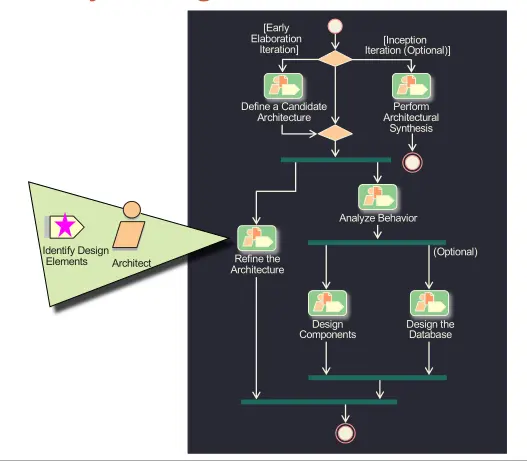 [Early
Elaboration
Iteration]
[Inception
Iteration (Optional)]
Define a Candidate
Architecture
Perform
Architectural
Synthesis
Analyze Behavior
Identify Design
Elements
Architect
Refine the
Architecture
(Optional)
Design
Components
Design the
Database